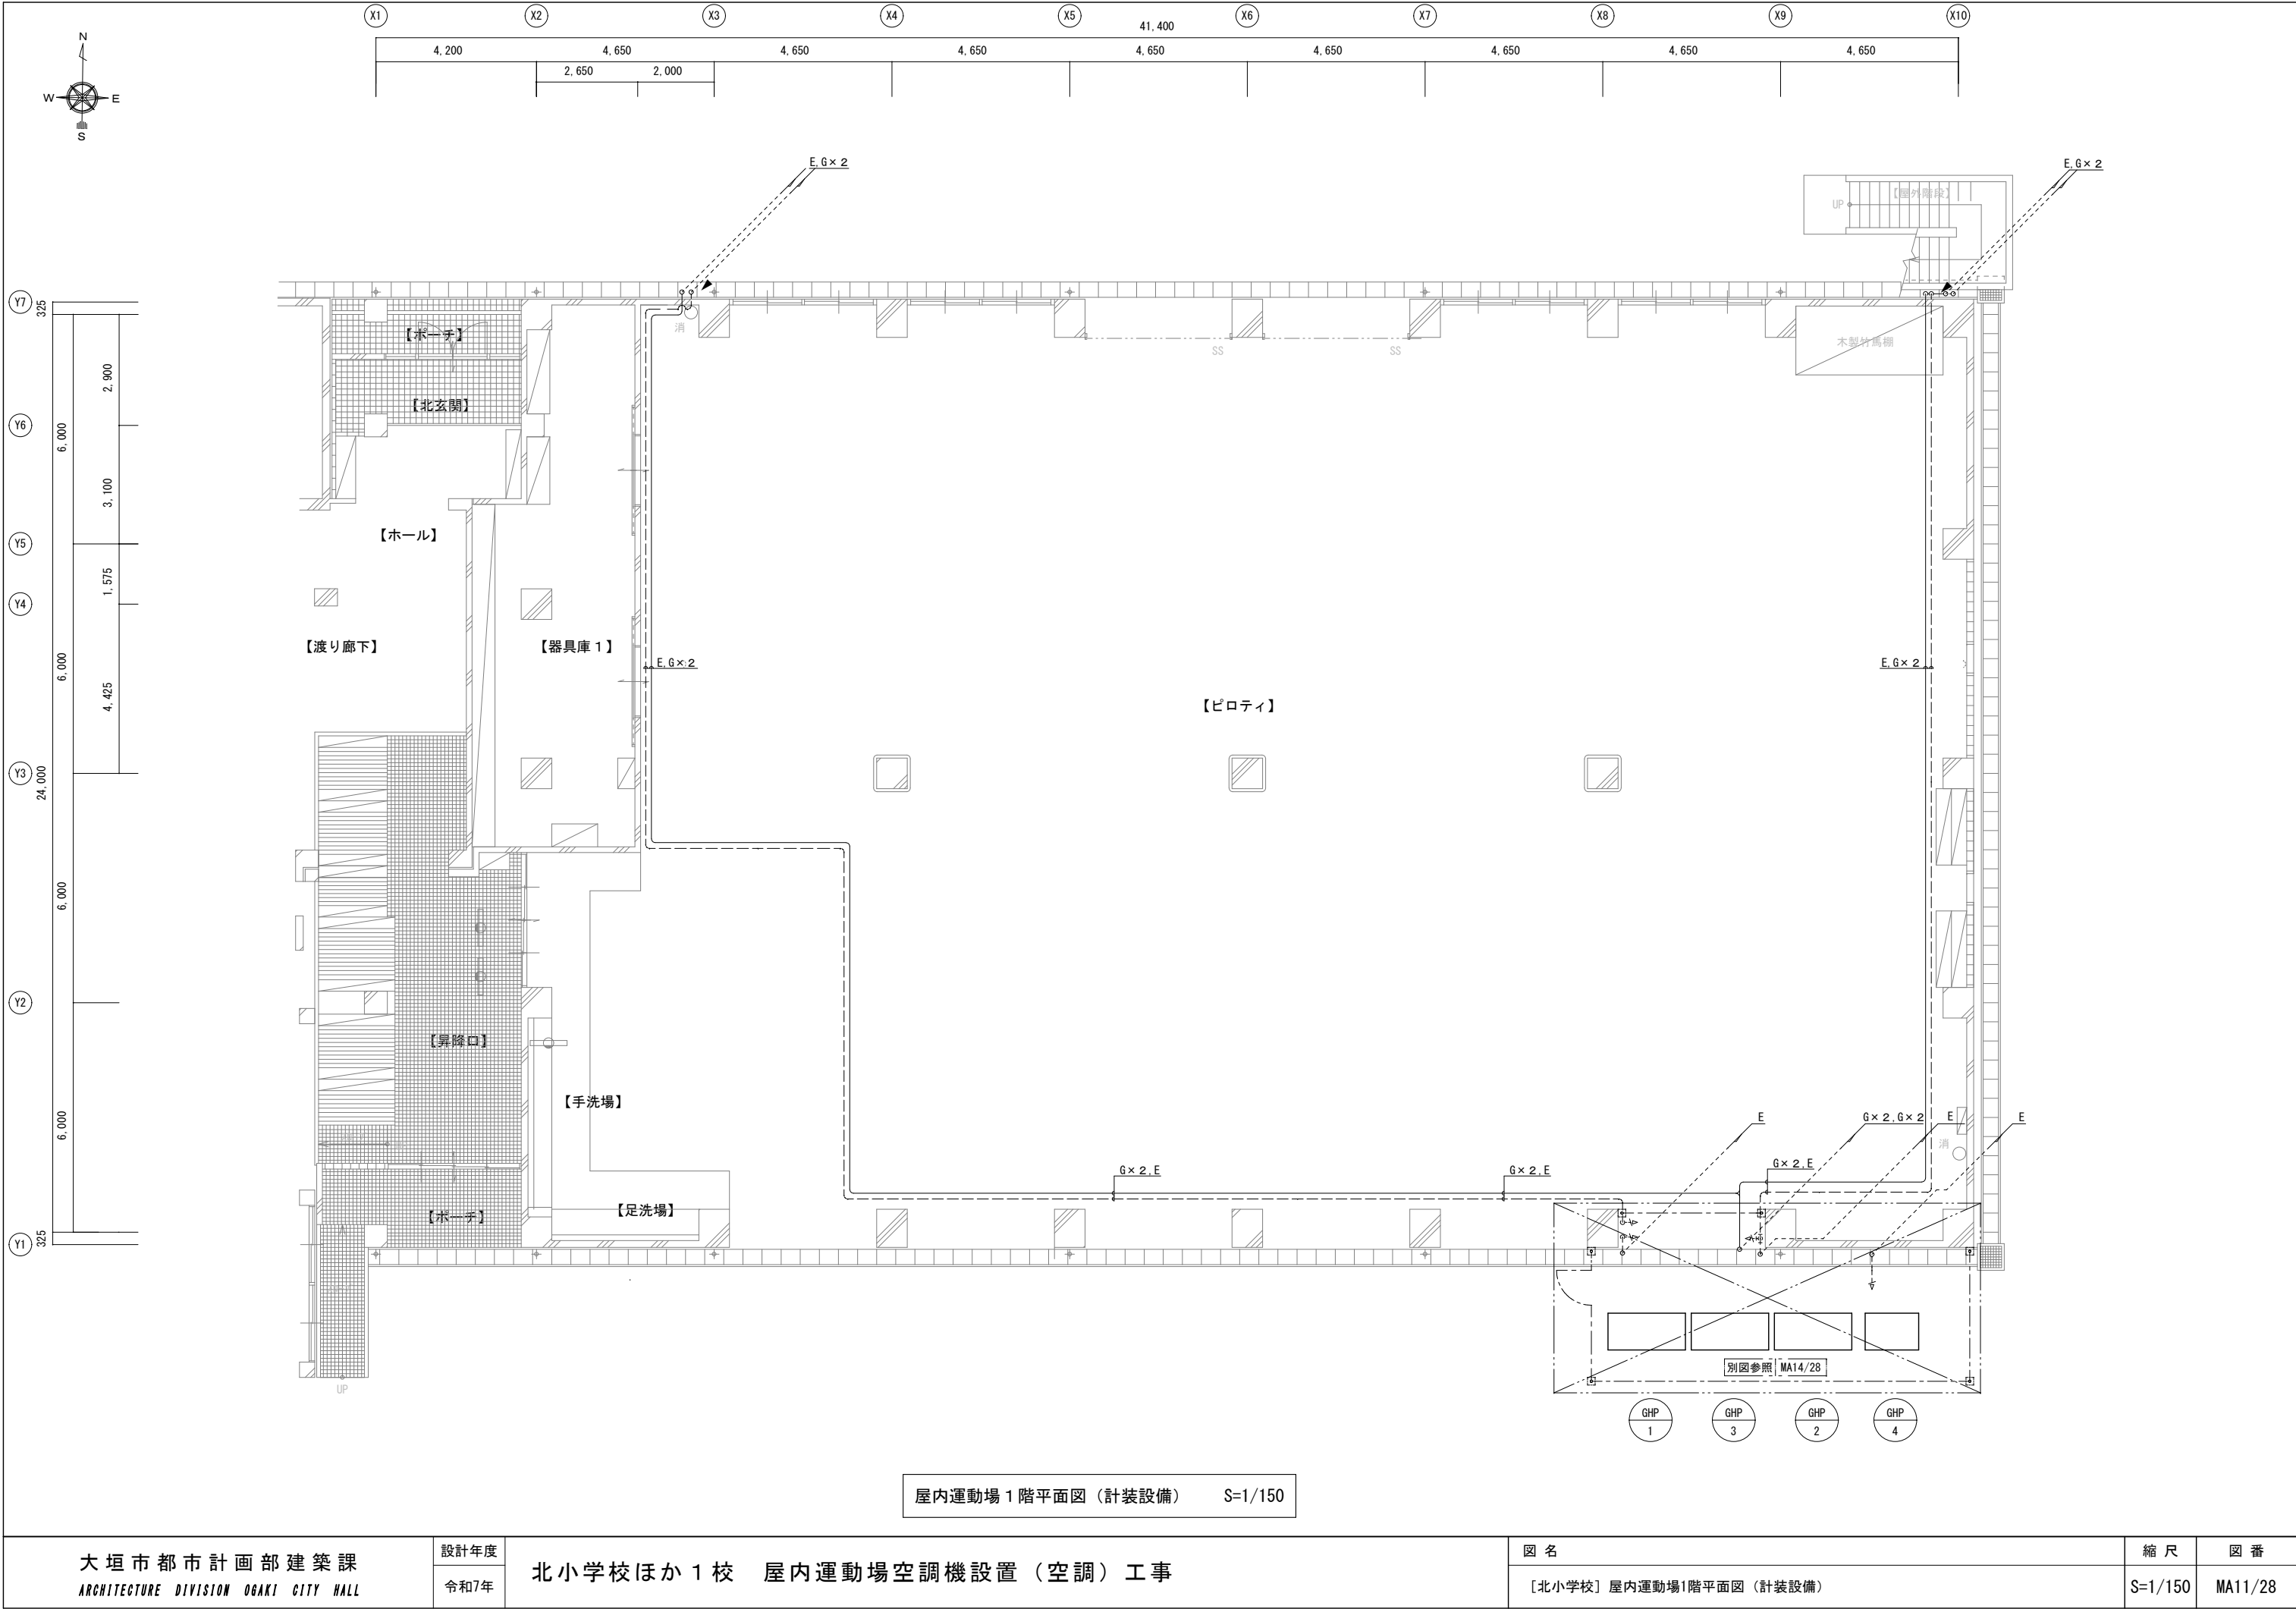 X1 X2 X3 X4 X5 X6 X7 X8 X9 X10
41,400
4,200 4,650 4,650 4,650 4,650 4,650 4,650 4,650 4,650
2,650 2,000
N
W E
S
E,G×2
E,G×2
【屋外階段】
UP
Y7
325
【ポーチ】
消
SS
SS
木製竹馬棚
2,900
【北玄関】
Y6
6,000
3,100
【ホール】
Y5
1,575
Y4
【渡り廊下】
【器具庫1】
E,G×2
E,G×2
6,000
4,425
【ピロティ】
Y3
24,000
6,000
Y2
【昇降口】
【手洗場】
6,000
E
G×2,G×2
E
E
消
G×2,E
G×2,E
G×2,E
【ポーチ】
【足洗場】
Y1
325
UP
別図参照 MA14/28
GHP
1
GHP
3
GHP
2
GHP
4
屋内運動場1階平面図（計装設備） S=1/150
大垣市都市計画部建築課
ARCHITECTURE DIVISION OGAKI CITY HALL
設計年度
令和7年
北小学校ほか1校 屋内運動場空調機設置（空調）工事
図 名
［北小学校］屋内運動場1階平面図（計装設備）
縮 尺
S=1/150
図 番
MA11/28